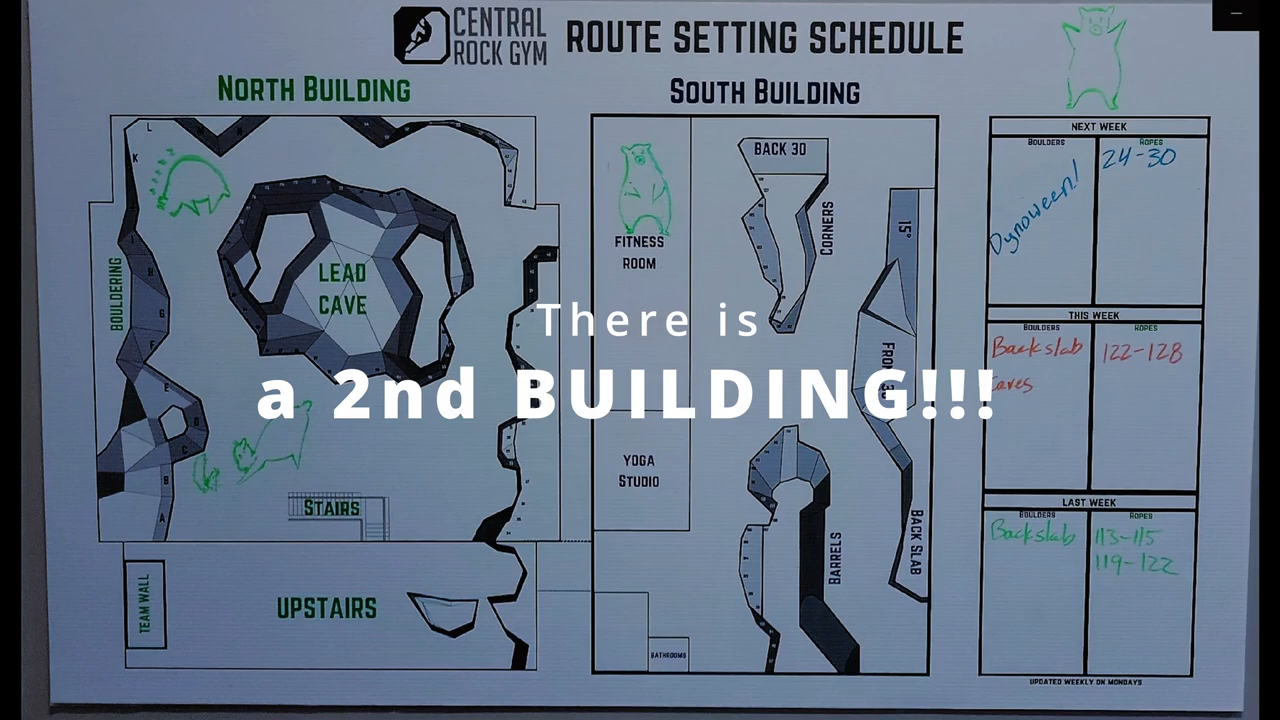 CENTRAL
ROCK GYM
ROUTE SETTING SCHEDULE
NORTH BUILDING
SOUTH BUILDING
L
K
BOULDERING
H
G
F
E
D
C
B
A
LEAD
CAVE
STAIRS
TEAM WALL
UPSTAIRS
FITNESS
ROOM
YOGA
STUDIO
BATHROOMS
BACK 30
CORNERS
15°
BARRELS
BACK SLAB
There is
a 2nd BUILDING!!!
NEXT WEEK
BOULDERS
ROPES
Dynoween!
24-30
THIS WEEK
BOULDERS
ROPES
Backslab
122-128
LAST WEEK
BOULDERS
ROPES
Backslab
113-115
119-122
UPDATED WEEKLY ON MONDAYS